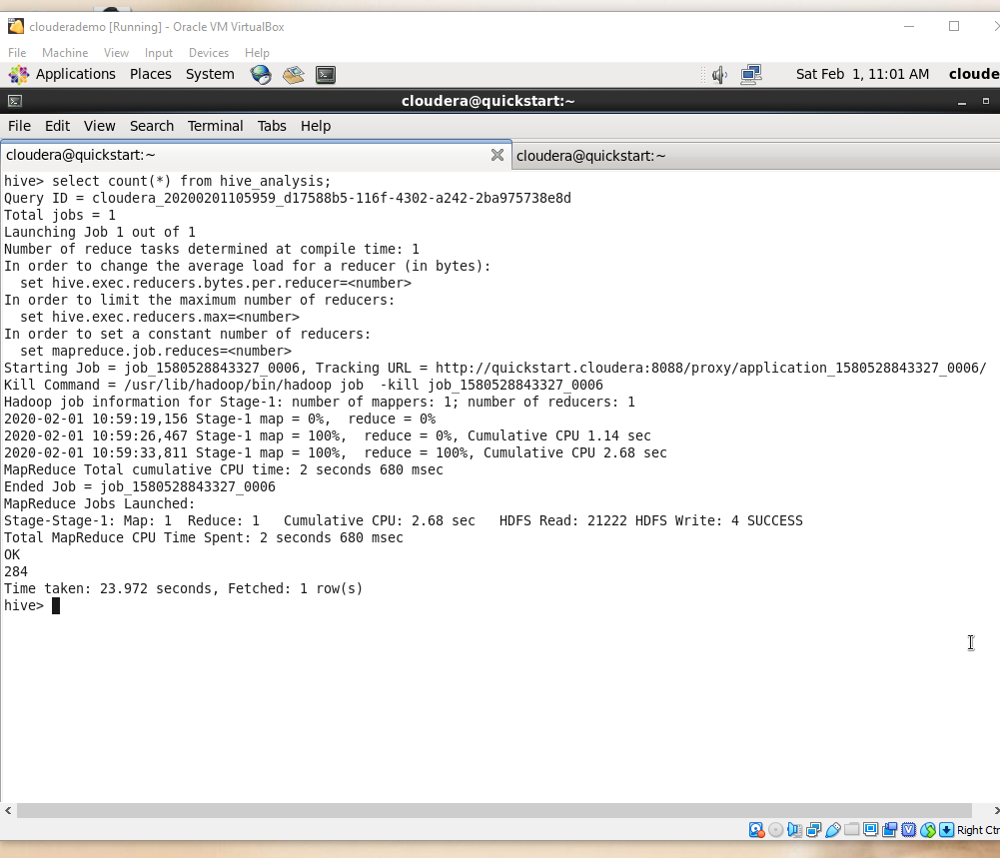 clouderademo [Running] - Oracle VM VirtualBox
File Machine View Input Devices Help
Applications Places System Sat Feb 1, 11:01 AM cloude
cloudera@quickstart:~
File Edit View Search Terminal Tabs Help
cloudera@quickstart:~ cloudera@quickstart:~
hive> select count(*) from hive_analysis;
Query ID = cloudera_20200201105959_d17588b5-116f-4302-a242-2ba975738e8d
Total jobs = 1
Launching Job 1 out of 1
Number of reduce tasks determined at compile time: 1
In order to change the average load for a reducer (in bytes):
  set hive.exec.reducers.bytes.per.reducer=<number>
In order to limit the maximum number of reducers:
  set hive.exec.reducers.max=<number>
In order to set a constant number of reducers:
  set mapreduce.job.reduces=<number>
Starting Job = job_1580528843327_0006, Tracking URL = http://quickstart.cloudera:8088/proxy/application_1580528843327_0006/
Kill Command = /usr/lib/hadoop/bin/hadoop job  -kill job_1580528843327_0006
Hadoop job information for Stage-1: number of mappers: 1; number of reducers: 1
2020-02-01 10:59:19,156 Stage-1 map = 0%,  reduce = 0%
2020-02-01 10:59:26,467 Stage-1 map = 100%,  reduce = 0%, Cumulative CPU 1.14 sec
2020-02-01 10:59:33,811 Stage-1 map = 100%,  reduce = 100%, Cumulative CPU 2.68 sec
MapReduce Total cumulative CPU time: 2 seconds 680 msec
Ended Job = job_1580528843327_0006
MapReduce Jobs Launched:
Stage-Stage-1: Map: 1  Reduce: 1   Cumulative CPU: 2.68 sec   HDFS Read: 21222 HDFS Write: 4 SUCCESS
Total MapReduce CPU Time Spent: 2 seconds 680 msec
OK
284
Time taken: 23.972 seconds, Fetched: 1 row(s)
hive>
Right Ctr